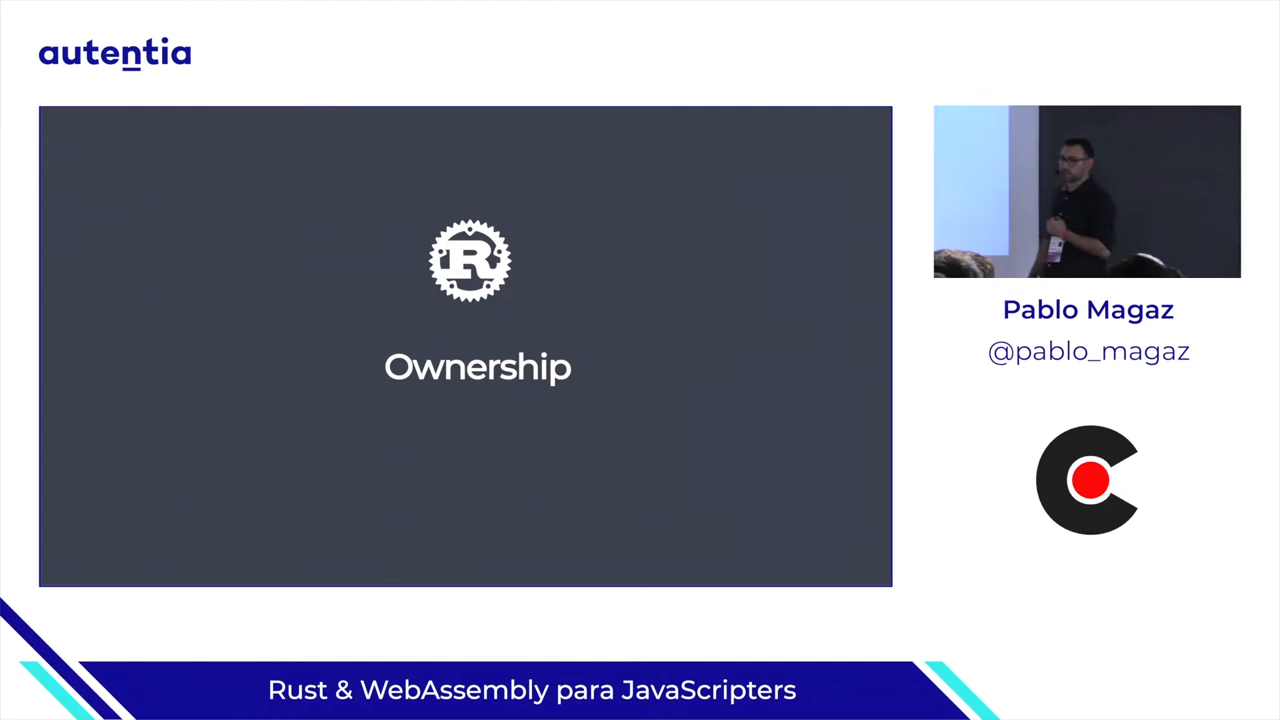 autentia
R
Ownership
Pablo Magaz
@pablo_magaz
Rust & WebAssembly para JavaScripters